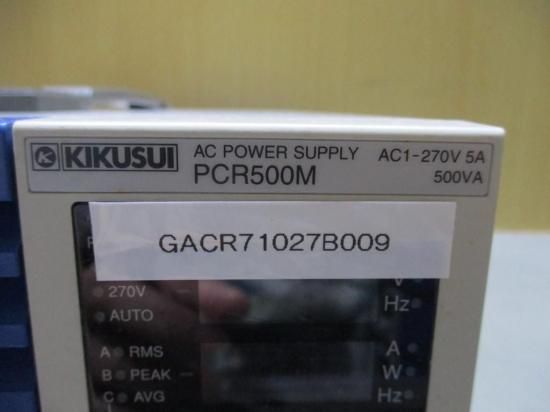 KIKUSUI
AC POWER SUPPLY
PCR500M
AC1-270V 5A
500VA
GACR71027B009
270V
AUTO
V
Hz
A RMS
B PEAK
C AVG
A
W
Hz